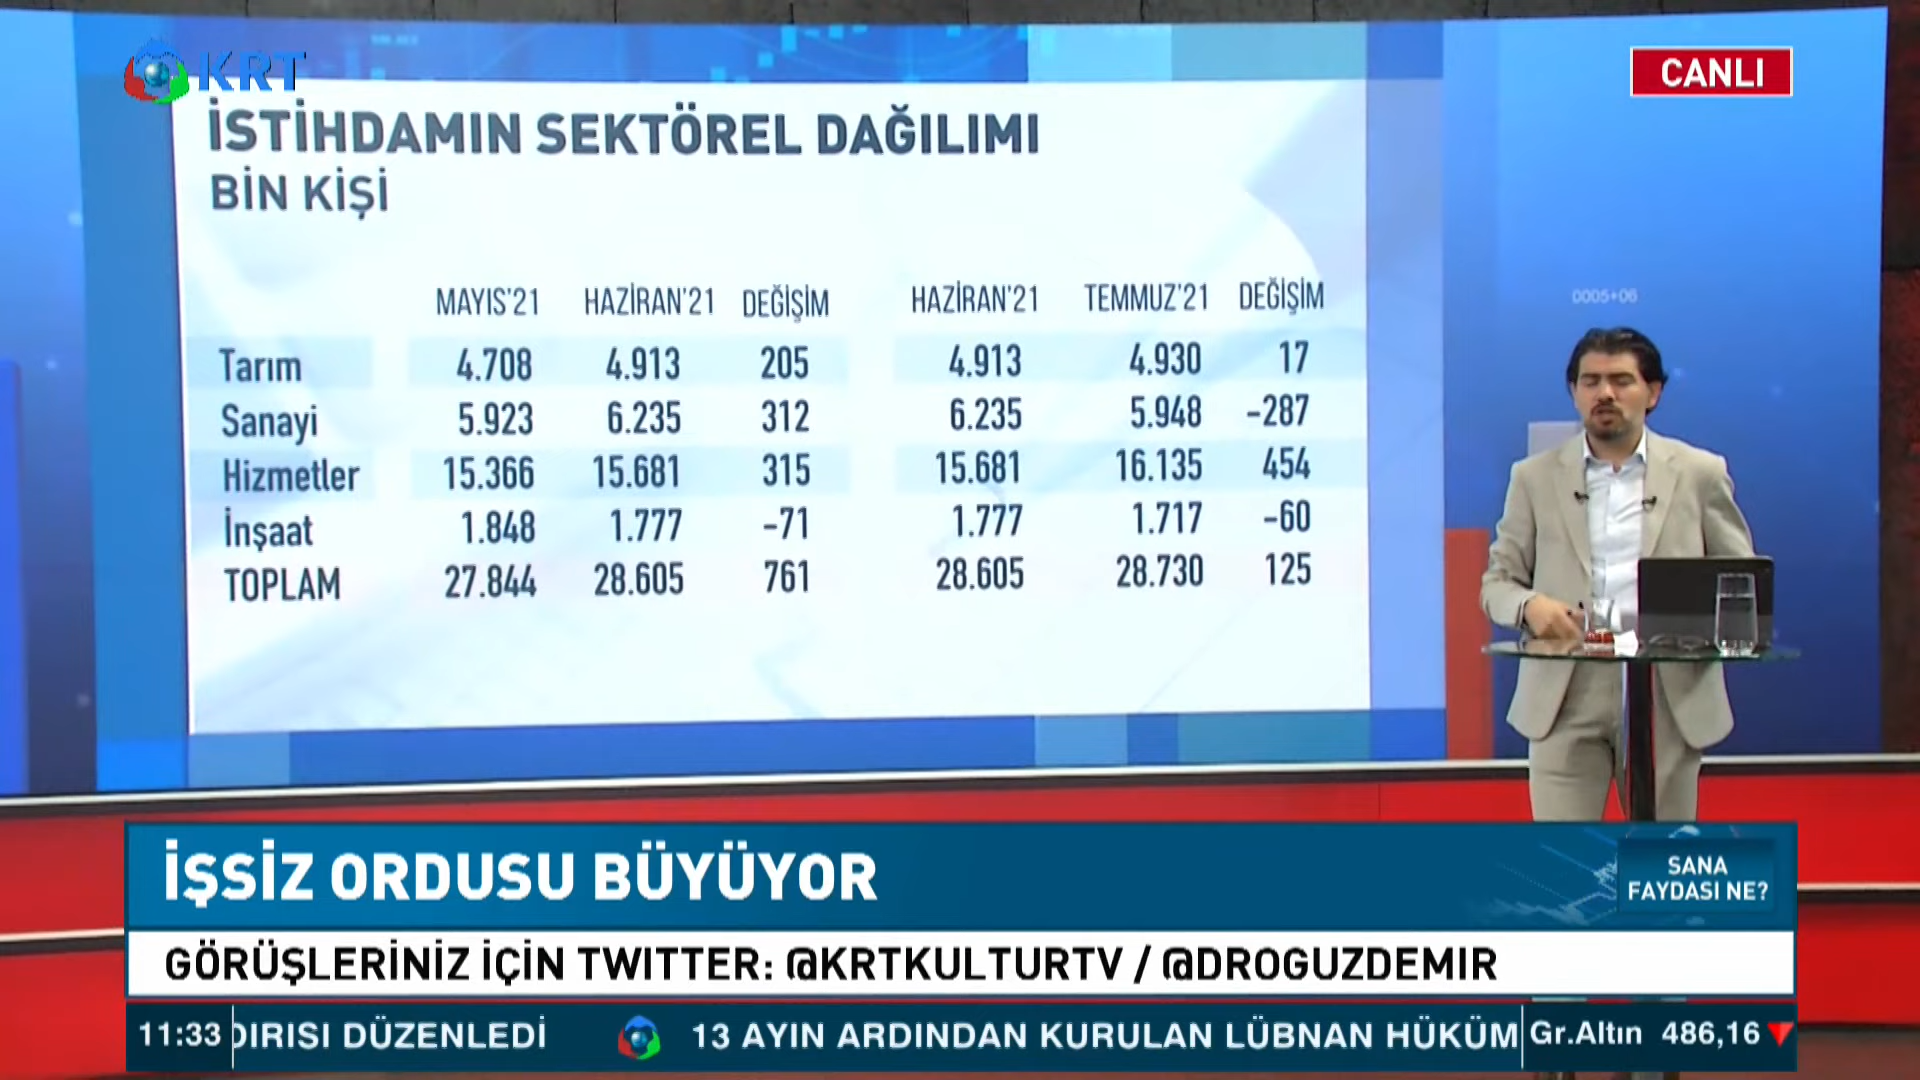 KRT
CANLI
İSTİHDAMIN SEKTÖREL DAĞILIMI
BİN KİŞİ
MAYIS'21 HAZİRAN'21 DEĞİŞİM HAZİRAN'21 TEMMUZ'21 DEĞİŞİM
Tarım 4.708 4.913 205 4.913 4.930 17
Sanayi 5.923 6.235 312 6.235 5.948 -287
Hizmetler 15.366 15.681 315 15.681 16.135 454
İnşaat 1.848 1.777 -71 1.777 1.717 -60
TOPLAM 27.844 28.605 761 28.605 28.730 125
0005+06
İŞSİZ ORDUSU BÜYÜYOR
SANA
FAYDASI NE?
GÖRÜŞLERİNİZ İÇİN TWITTER: @KRTKULTURTV / @DROGUZDEMIR
11:33 DIRISI DÜZENLEDİ 13 AYIN ARDINDAN KURULAN LÜBNAN HÜKÜM Gr.Altın 486,16